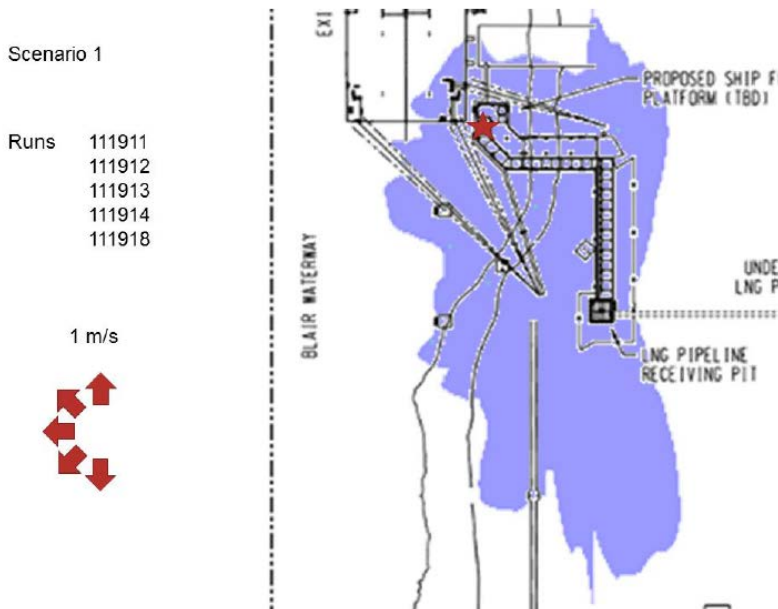 Scenario 1
Runs 111911
111912
111913
111914
111918
1 m/s
EXI
BLAIR WATERWAY
PROPOSED SHIP F
PLATFORM (TBD)
UNDE
LNG P
LNG PIPELINE
RECEIVING PIT